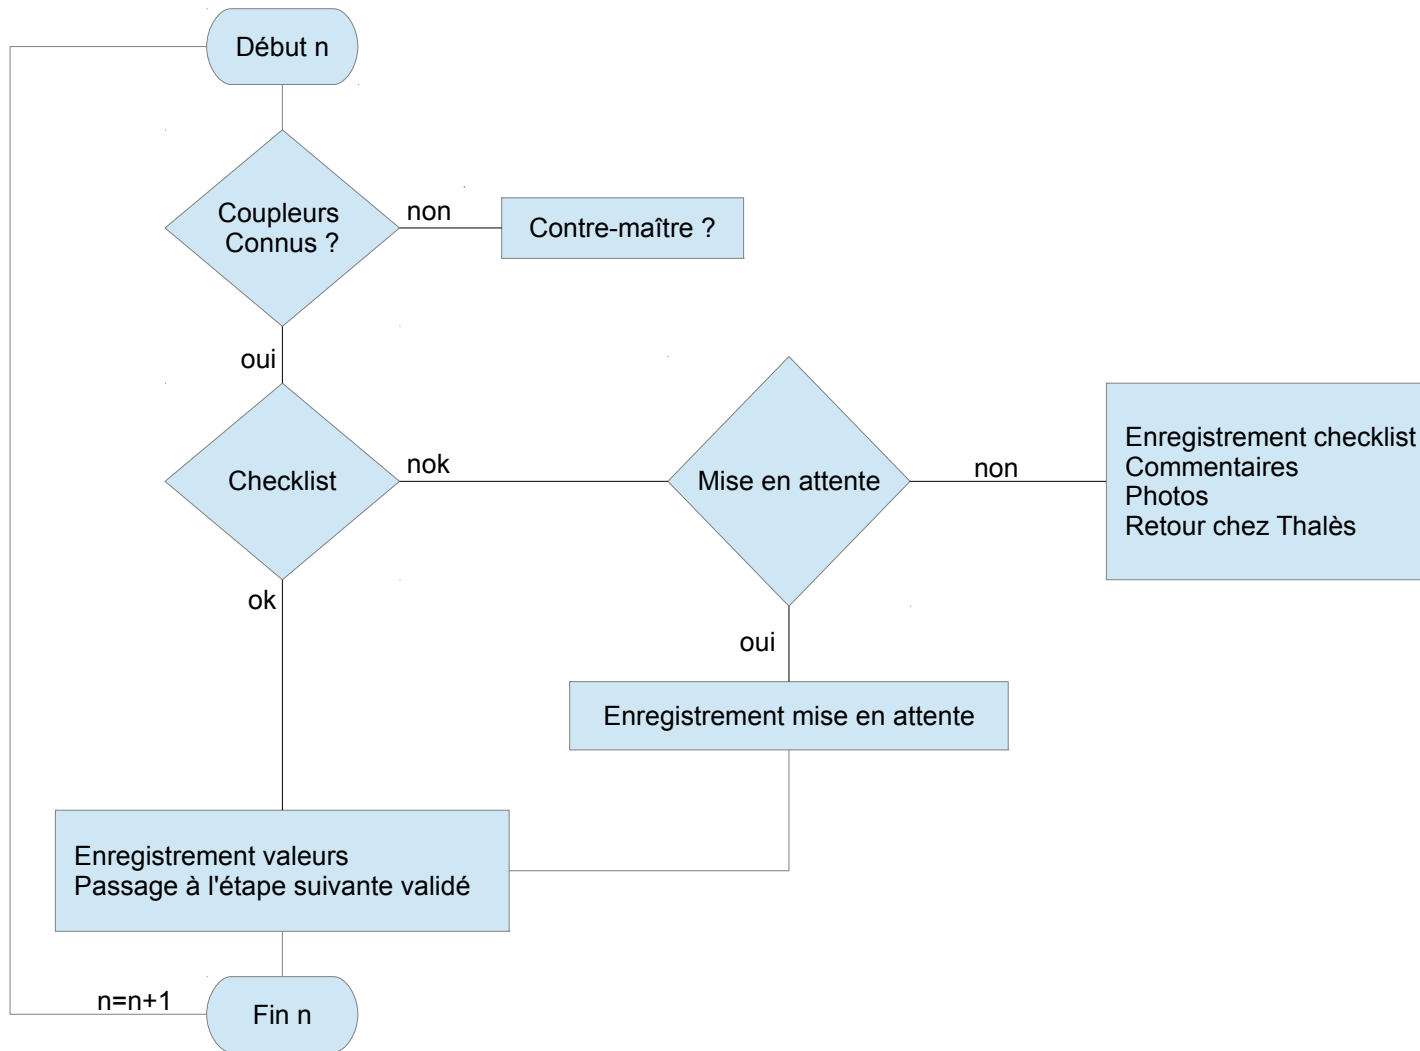 Début n
Coupleurs
Connus ?
non
Contre-maître ?
oui
Checklist
nok
Mise en attente
non
Enregistrement checklist
Commentaires
Photos
Retour chez Thalès
ok
oui
Enregistrement mise en attente
Enregistrement valeurs
Passage à l'étape suivante validé
n=n+1
Fin n